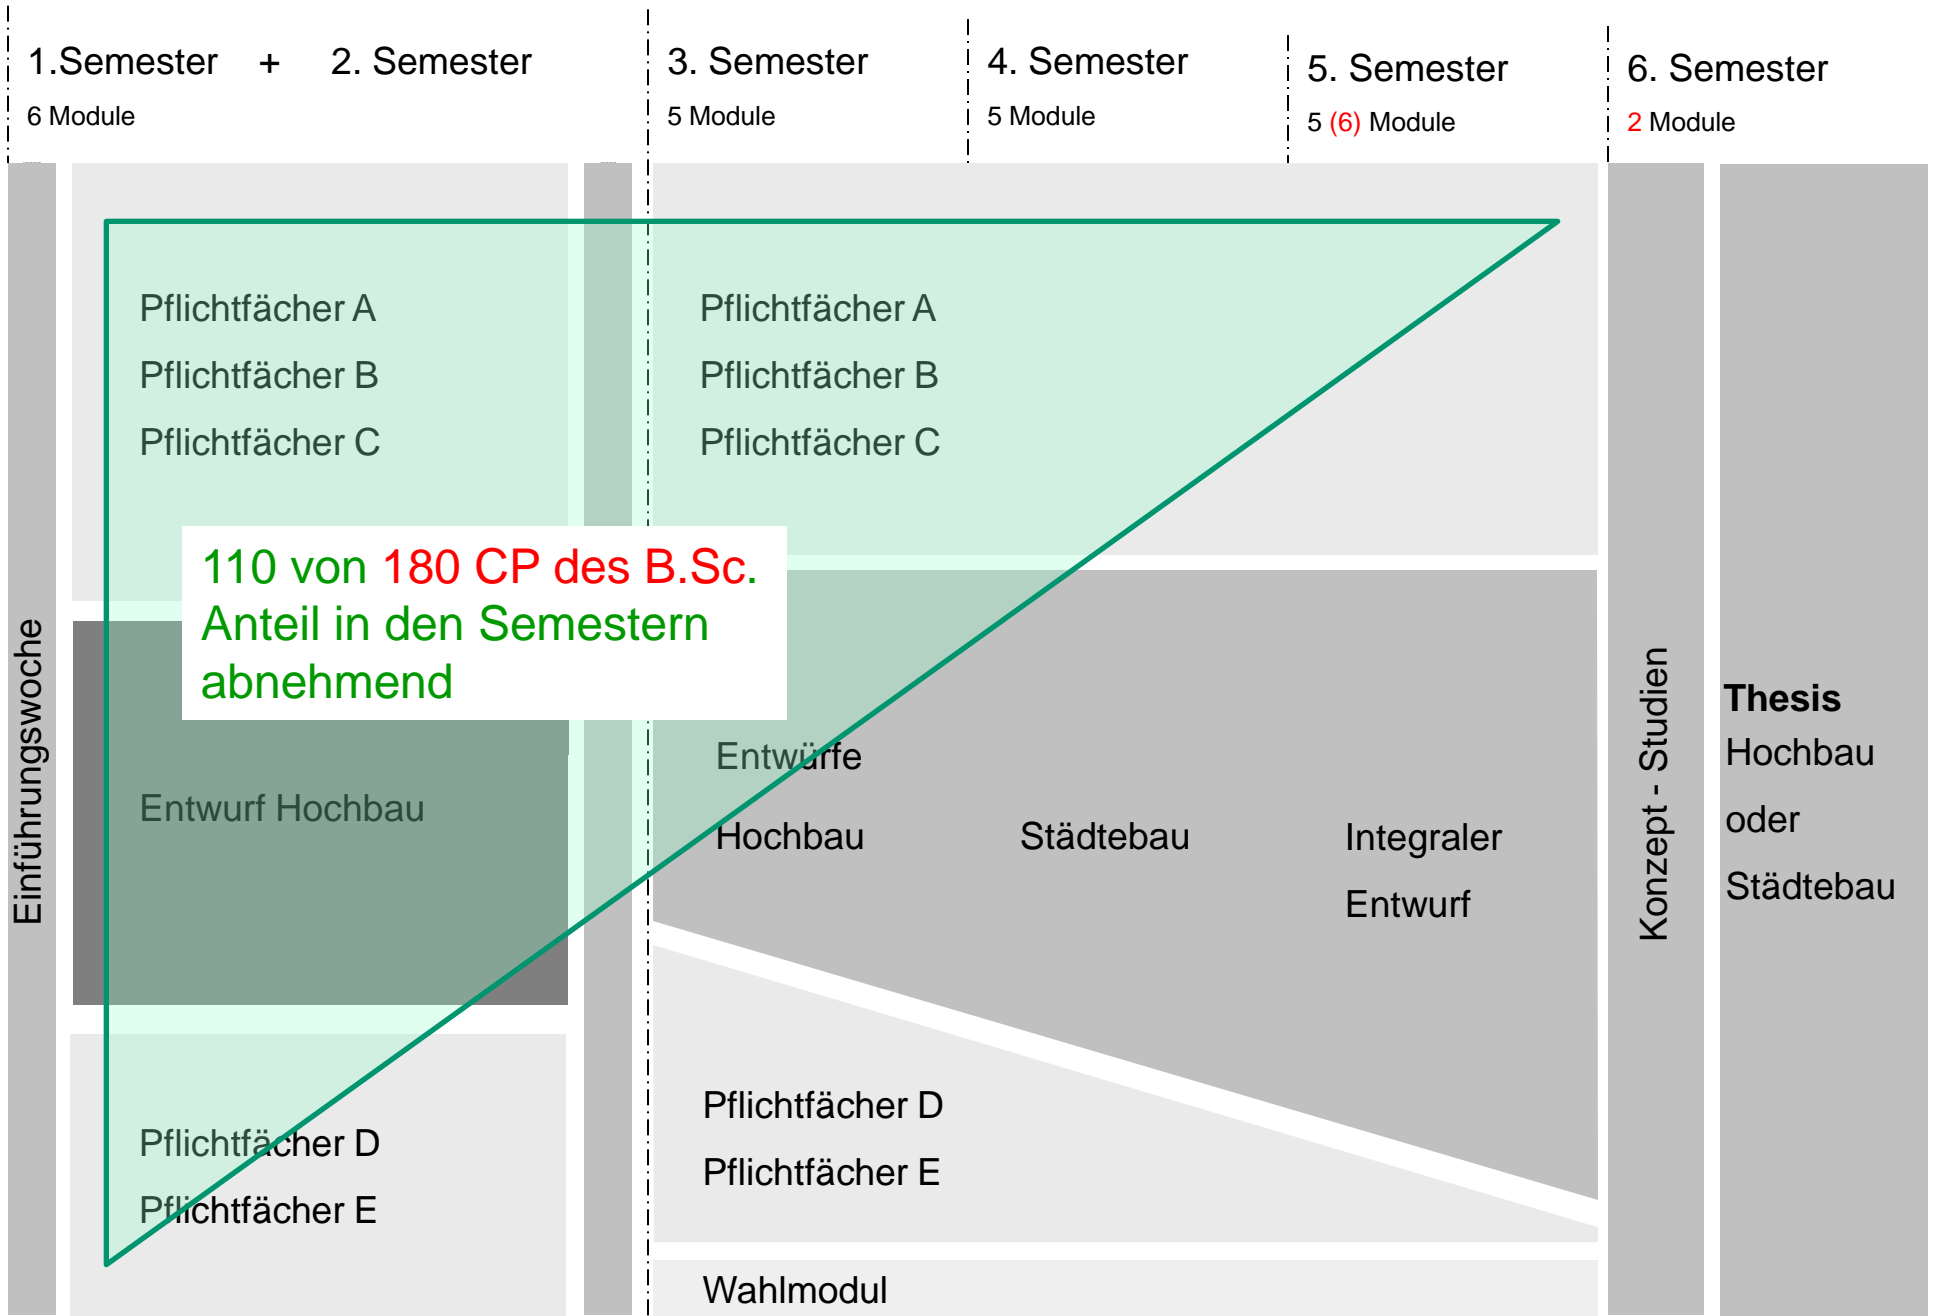 1.Semester + 2. Semester
6 Module
3. Semester
5 Module
4. Semester
5 Module
5. Semester
5 (6) Module
6. Semester
2 Module
Einführungswoche
Pflichtfächer A
Pflichtfächer B
Pflichtfächer C
Pflichtfächer A
Pflichtfächer B
Pflichtfächer C
110 von 180 CP des B.Sc.
Anteil in den Semestern
abnehmend
Entwurf Hochbau
Entwürfe
Hochbau
Städtebau
Integraler
Entwurf
Pflichtfächer D
Pflichtfächer E
Pflichtfächer D
Pflichtfächer E
Wahlmodul
Konzept - Studien
Thesis
Hochbau
oder
Städtebau